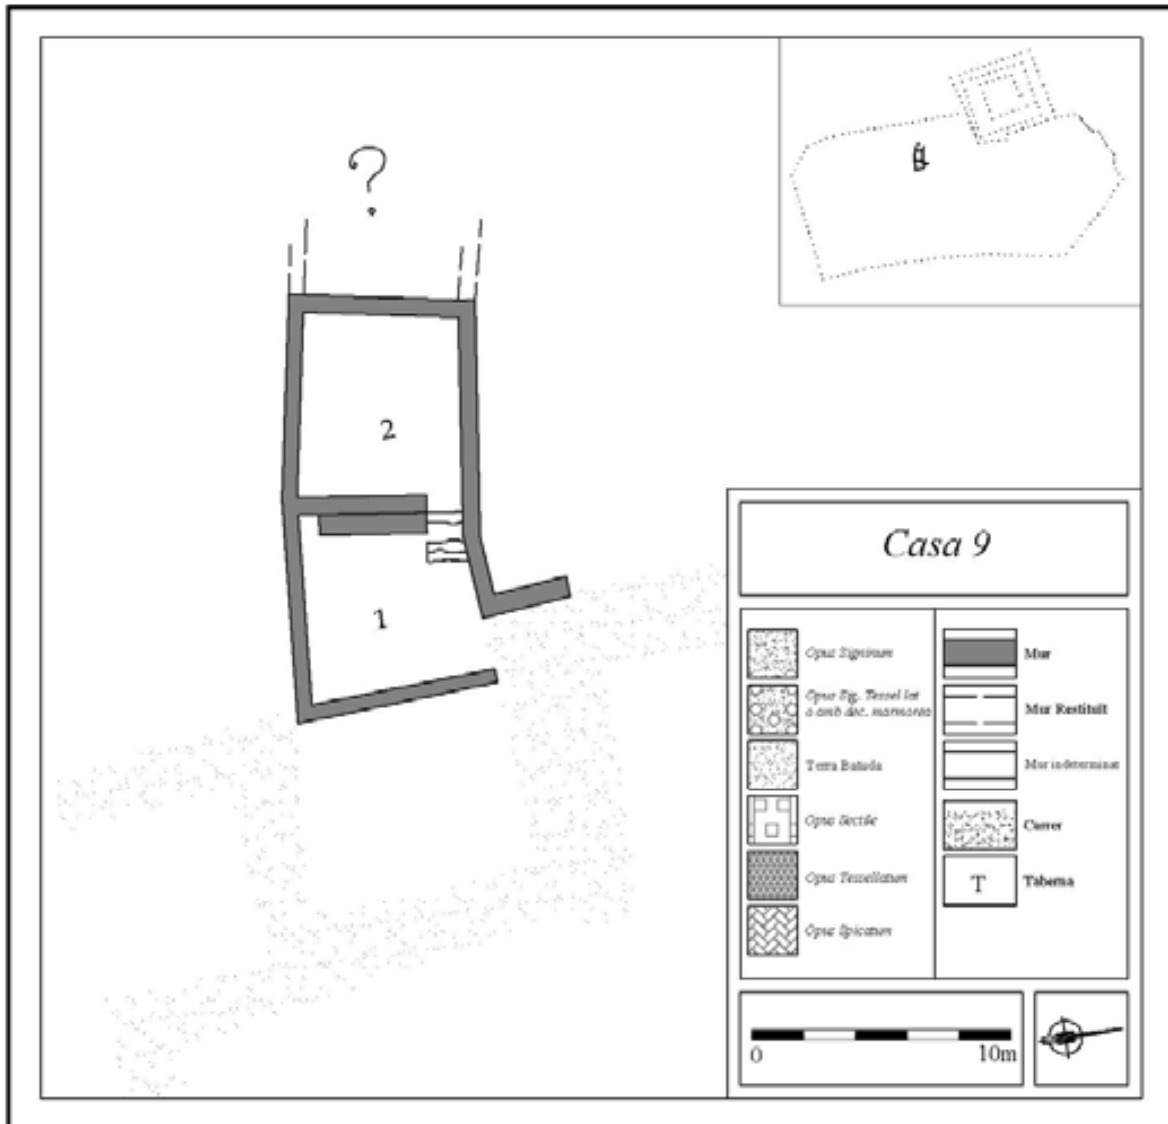 ?
2
1
Casa 9
Opus Signinum
Opus Sig. Tessel·lat
o amb dec. marmorea
Terra Batuda
Opus Sectile
Opus Tessellatum
Opus Spicatum
Mur
Mur Restituït
Mur indeterminat
Carrer
T
Taberna
0
10m